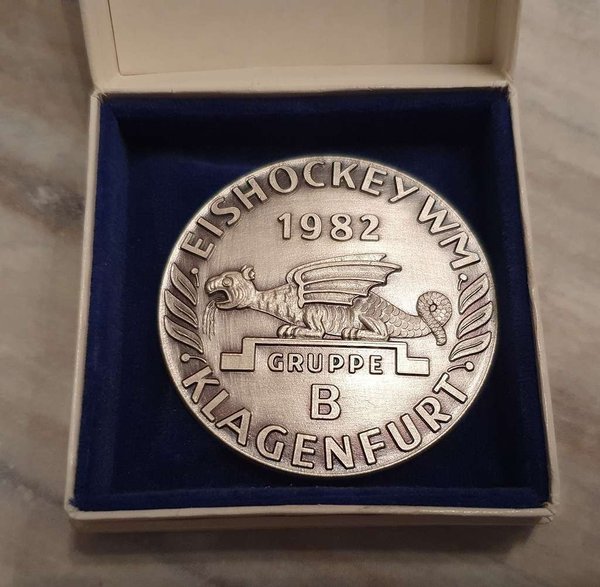 EISHOCKEY WM
1982
GRUPPE
B
KLAGENFURT